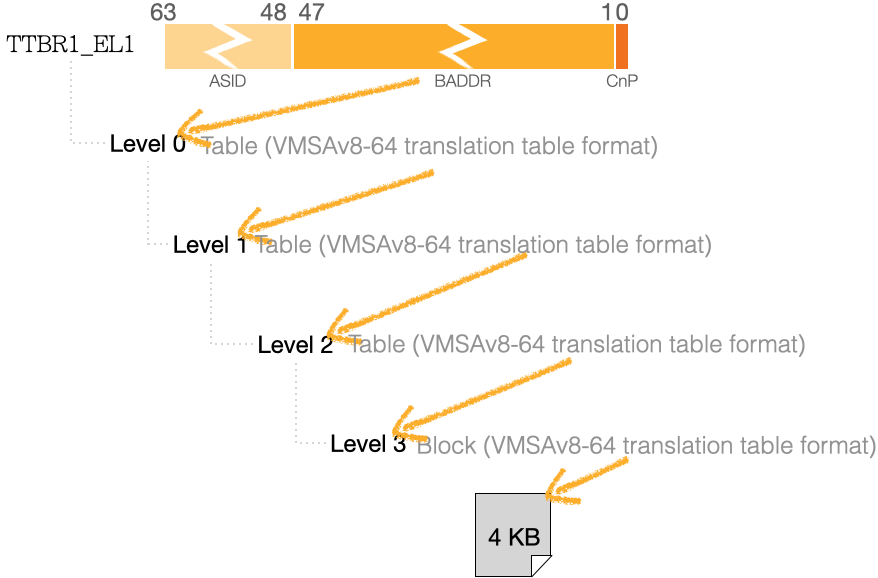 63 48 47 10
TTBR1_EL1
ASID BADDR CnP
Level 0 Table (VMSAv8-64 translation table format)
Level 1 Table (VMSAv8-64 translation table format)
Level 2 Table (VMSAv8-64 translation table format)
Level 3 Block (VMSAv8-64 translation table format)
4 KB